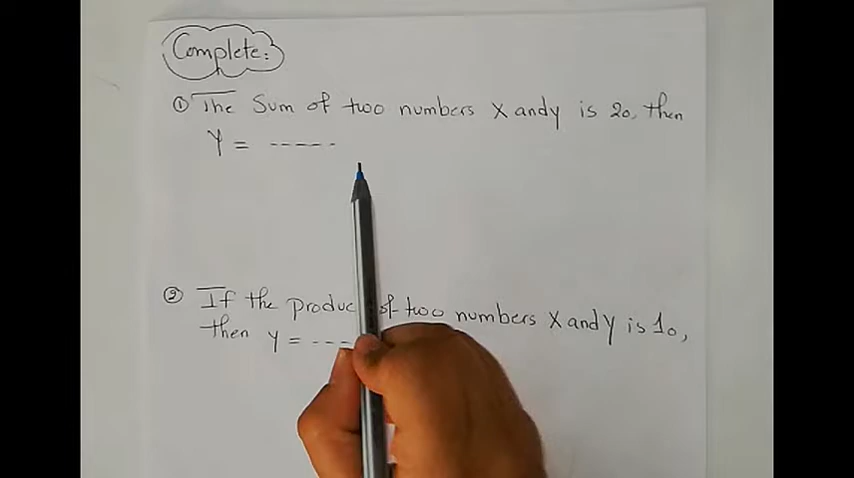 Complete:
① The Sum of two numbers X and y is 20, then
Y = -----
② If the product of two numbers X and Y is 10,
then y = ---